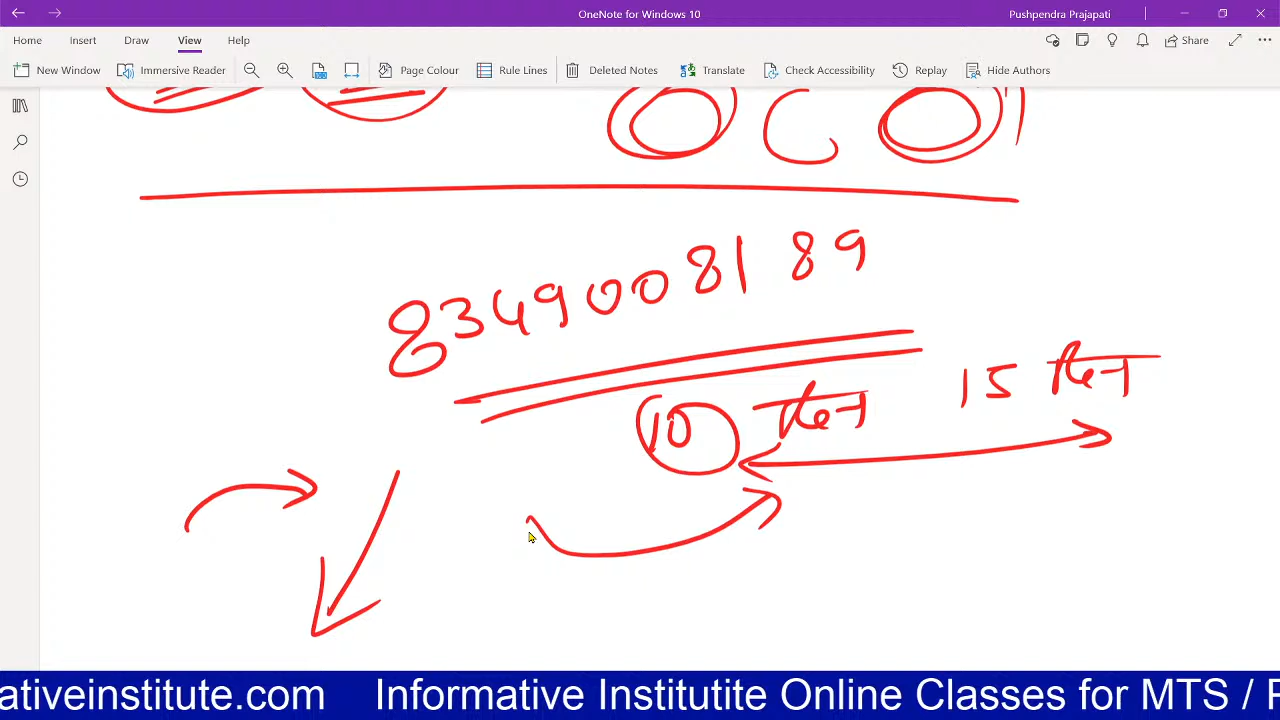 OneNote for Windows 10
Pushpendra Prajapati
Home Insert Draw View Help
Share
New Window Immersive Reader Page Colour Rule Lines Deleted Notes Translate Check Accessibility Replay Hide Authors
8349008189
10 15
ativeinstitute.com Informative Institutite Online Classes for MTS /